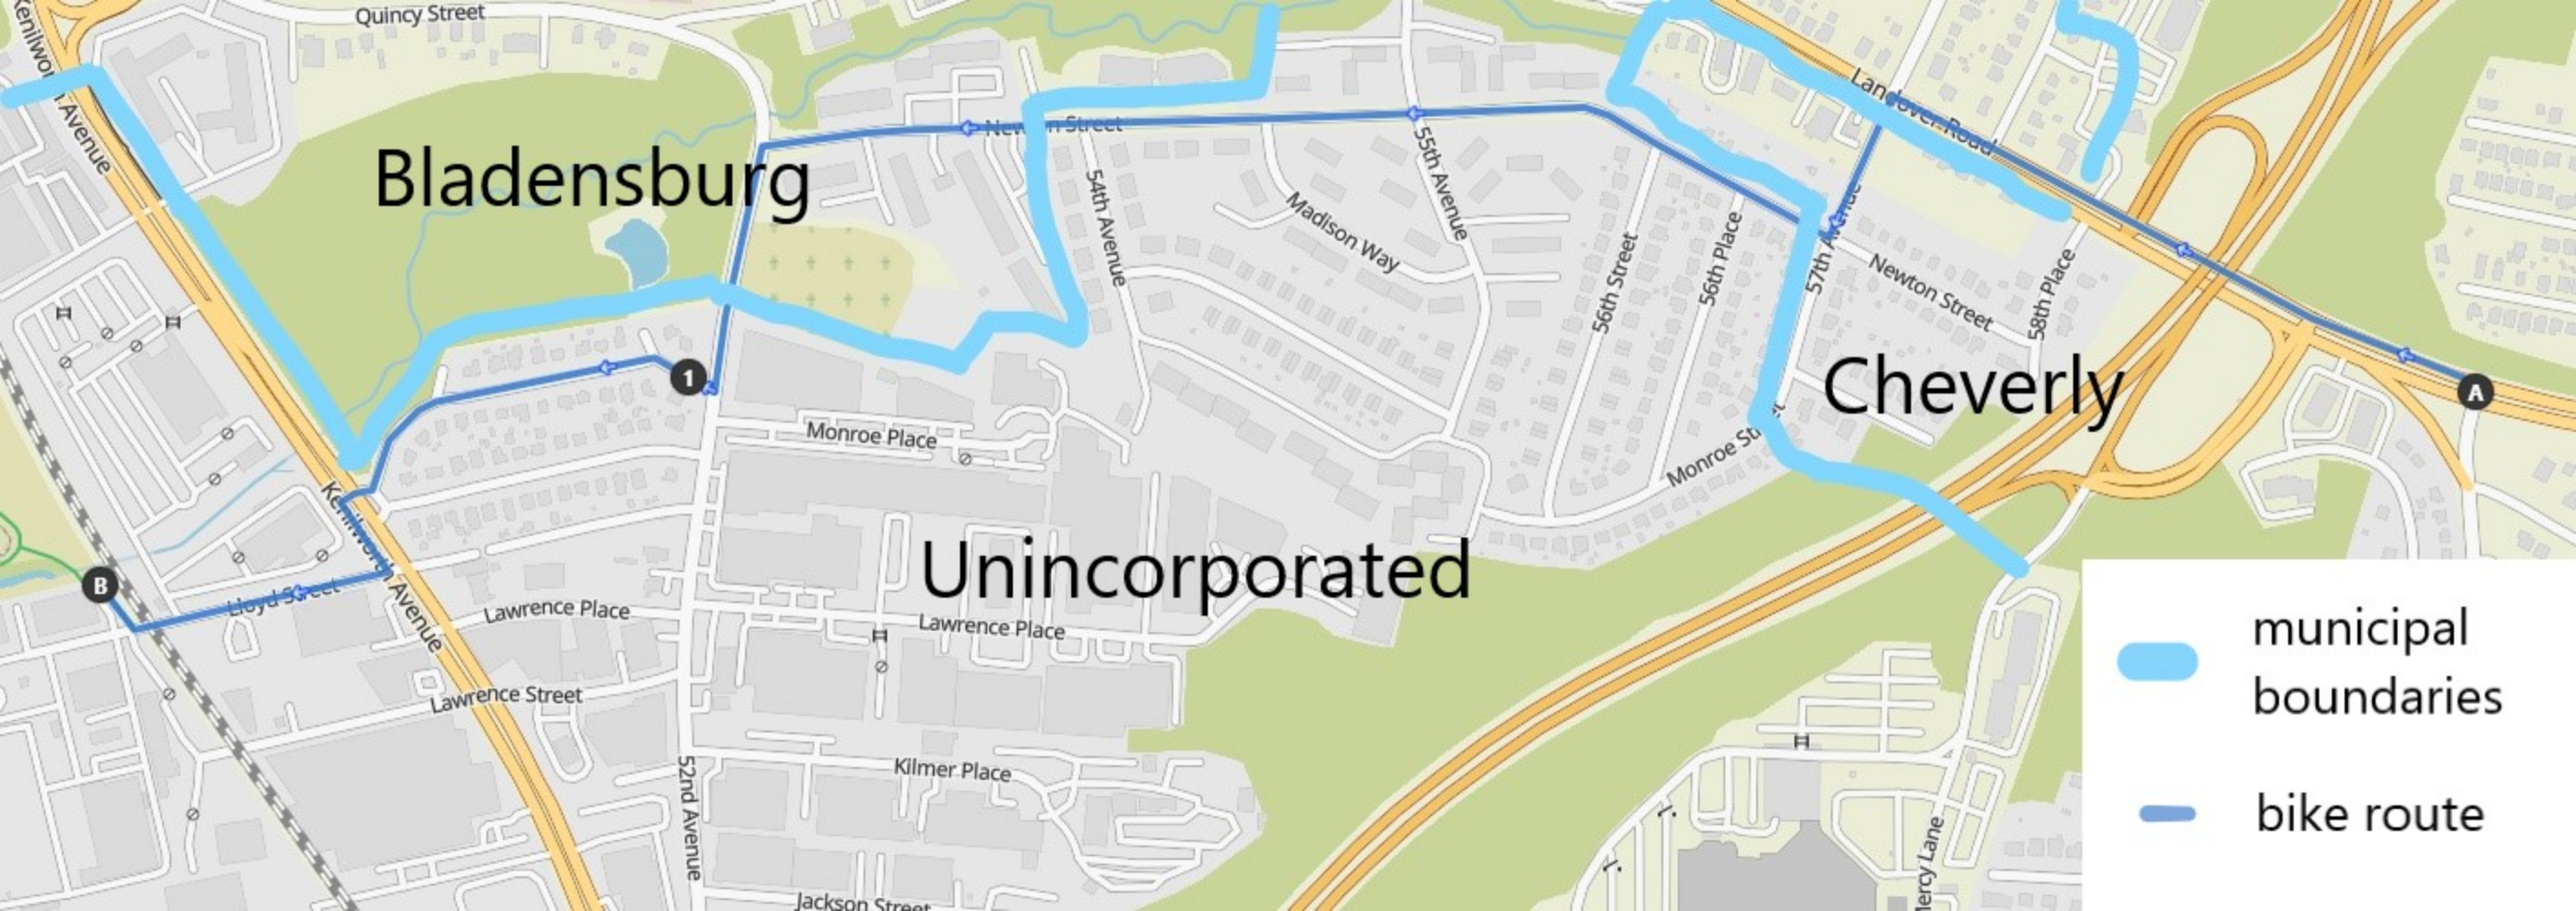 Quincy Street
Kenilwor
Avenue
Landover Road
Newton Street
Bladensburg
54th Avenue
55th Avenue
Madison Way
56th Street
56th Place
57th Avenue
Newton Street
58th Place
1
A
Cheverly
Monroe Place
Monroe St
Kenilworth Avenue
Unincorporated
B
Lloyd Street
Lawrence Place
Lawrence Place
Lawrence Street
52nd Avenue
Kilmer Place
Jackson Street
Mercy Lane
municipal
boundaries
bike route